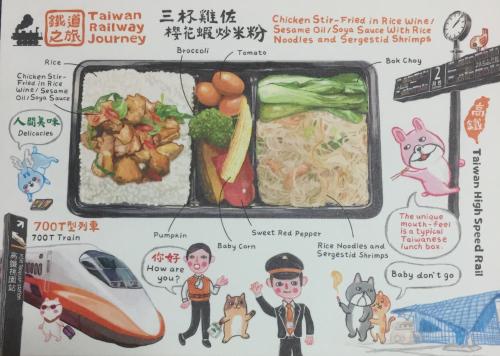 鐵道
之旅
Taiwan
Railway
Journey
三杯雞佐
櫻花蝦炒米粉
Chicken Stir-Fried in Rice Wine/
Sesame Oil/Soya Sauce With Rice
Noodles and Sergestid Shrimps
Rice
Broccoli
Tomato
Bok Choy
Chicken Stir-
Fried in Rice
Wine/Sesame
Oil/Soya Sauce
人間美味
Delicacies
2
高鐵
Taiwan High Speed Rail
The unique
mouth-feel
is a typical
Taiwanese
lunch box.
700T型列車
700T Train
Pumpkin
Baby Corn
Sweet Red Pepper
Rice Noodles and
Sergestid Shrimps
你好
How are
you?
Baby don't go
高鐵桃園站